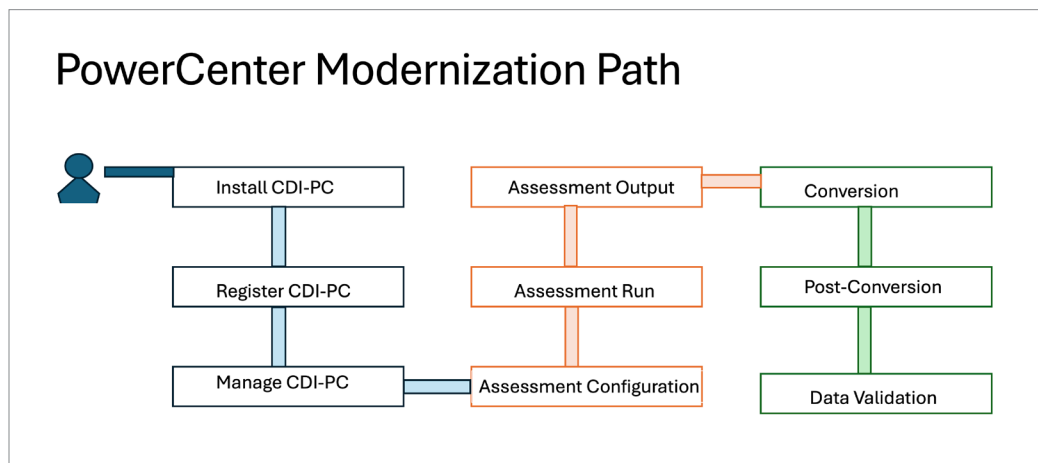 PowerCenter Modernization Path
Install CDI-PC
Register CDI-PC
Manage CDI-PC
Assessment Configuration
Assessment Run
Assessment Output
Conversion
Post-Conversion
Data Validation